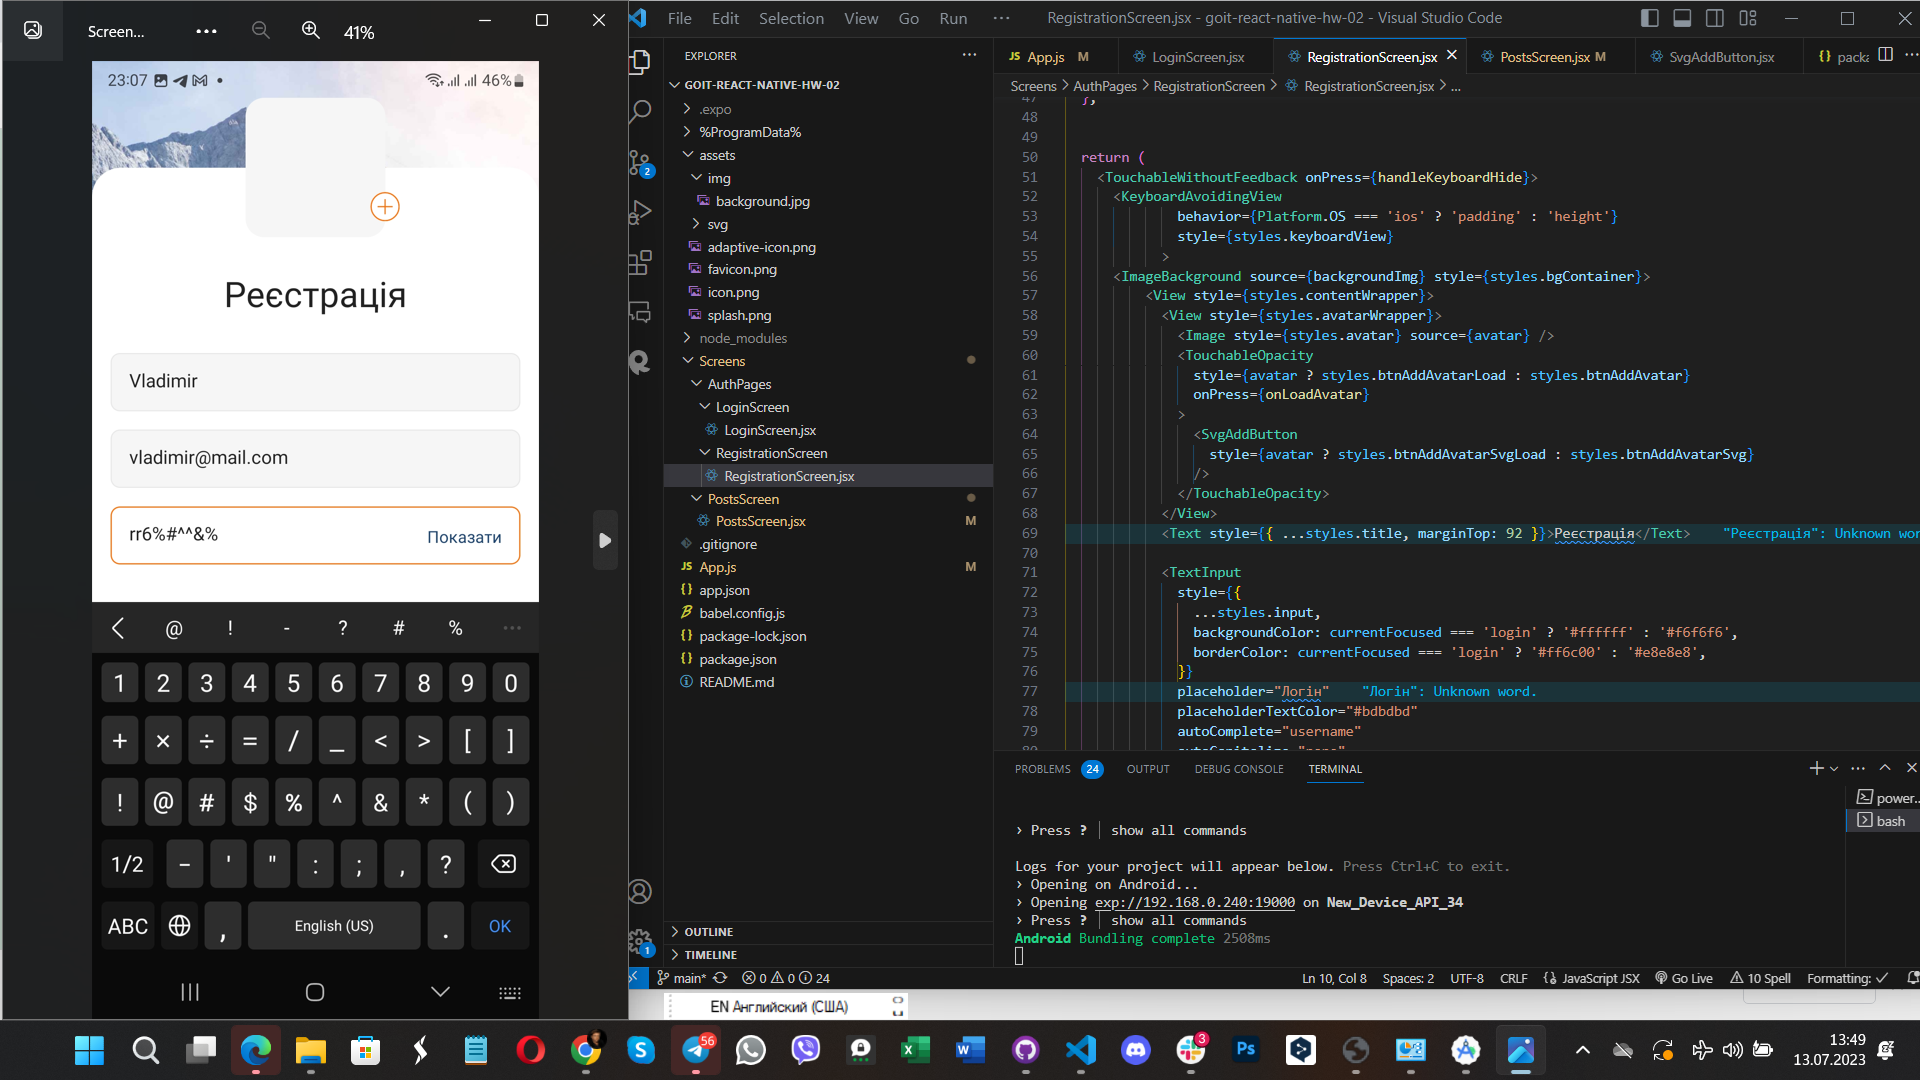 Screen...
41%
23:07
46%
Реєстрація
Vladimir
vladimir@mail.com
rr6%#^^&%
Показати
@ ! - ? # %
1 2 3 4 5 6 7 8 9 0
+ × ÷ = / _ < > [ ]
! @ # $ % ^ & * ( )
1/2 - ' " : ; , ?
ABC , English (US) . OK
File Edit Selection View Go Run ···
RegistrationScreen.jsx - goit-react-native-hw-02 - Visual Studio Code
EXPLORER
GOIT-REACT-NATIVE-HW-02
.expo
%ProgramData%
assets
img
background.jpg
svg
adaptive-icon.png
favicon.png
icon.png
splash.png
node_modules
Screens
AuthPages
LoginScreen
LoginScreen.jsx
RegistrationScreen
RegistrationScreen.jsx
PostsScreen
PostsScreen.jsx M
.gitignore
JS App.js M
{} app.json
babel.config.js
{} package-lock.json
{} package.json
README.md
OUTLINE
TIMELINE
2
1
JS App.js M
LoginScreen.jsx
RegistrationScreen.jsx
PostsScreen.jsx M
SvgAddButton.jsx
{} packa
Screens > AuthPages > RegistrationScreen > RegistrationScreen.jsx > ...
47 };
48
49
50 return (
51 <TouchableWithoutFeedback onPress={handleKeyboardHide}>
52 <KeyboardAvoidingView
53 behavior={Platform.OS === 'ios' ? 'padding' : 'height'}
54 style={styles.keyboardView}
55 >
56 <ImageBackground source={backgroundImg} style={styles.bgContainer}>
57 <View style={styles.contentWrapper}>
58 <View style={styles.avatarWrapper}>
59 <Image style={styles.avatar} source={avatar} />
60 <TouchableOpacity
61 style={avatar ? styles.btnAddAvatarLoad : styles.btnAddAvatar}
62 onPress={onLoadAvatar}
63 >
64 <SvgAddButton
65 style={avatar ? styles.btnAddAvatarSvgLoad : styles.btnAddAvatarSvg}
66 />
67 </TouchableOpacity>
68 </View>
69 <Text style={{ ...styles.title, marginTop: 92 }}>Реєстрація</Text> "Реєстрація": Unknown wor
70
71 <TextInput
72 style={{
73 ...styles.input,
74 backgroundColor: currentFocused === 'login' ? '#ffffff' : '#f6f6f6',
75 borderColor: currentFocused === 'login' ? '#ff6c00' : '#e8e8e8',
76 }}
77 placeholder="Логін" "Логін": Unknown word.
78 placeholderTextColor="#bdbdbd"
79 autoComplete="username"
PROBLEMS 24 OUTPUT DEBUG CONSOLE TERMINAL
power...
bash
› Press ? │ show all commands
Logs for your project will appear below. Press Ctrl+C to exit.
› Opening on Android...
› Opening exp://192.168.0.240:19000 on New_Device_API_34
› Press ? │ show all commands
Android Bundling complete 2508ms
main* 0 0 24
Ln 10, Col 8 Spaces: 2 UTF-8 CRLF {} JavaScript JSX Go Live 10 Spell Formatting: ✓
EN Английский (США)
56
3
Ps
13:49
13.07.2023